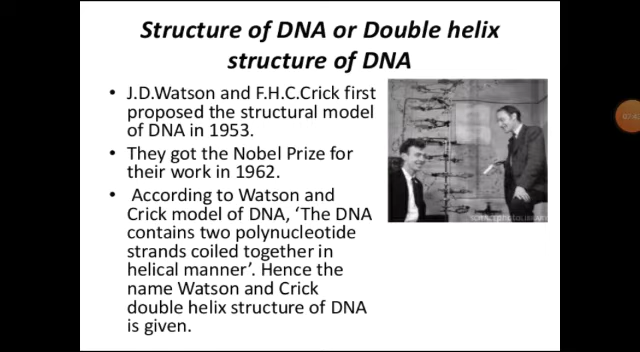 Structure of DNA or Double helix
structure of DNA
• J.D.Watson and F.H.C.Crick first
proposed the structural model
of DNA in 1953.
• They got the Nobel Prize for
their work in 1962.
• According to Watson and
Crick model of DNA, ‘The DNA
contains two polynucleotide
strands coiled together in
helical manner’. Hence the
name Watson and Crick
double helix structure of DNA
is given.